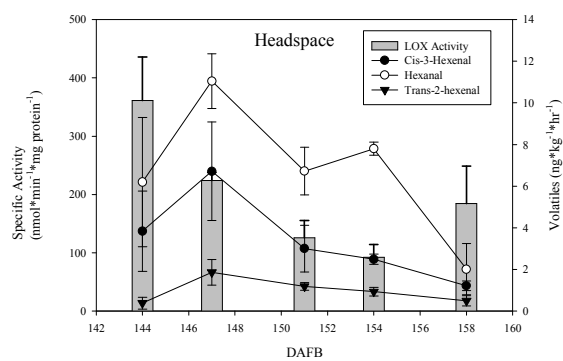 Headspace
LOX Activity
Cis-3-Hexenal
Hexanal
Trans-2-hexenal
Specific Activity
(nmol*min⁻¹*mg protein⁻¹)
500
400
300
200
100
0
14
12
10
8
6
4
2
0
Volatiles (ng*kg⁻¹*hr⁻¹)
142 144 146 148 150 152 154 156 158 160
DAFB